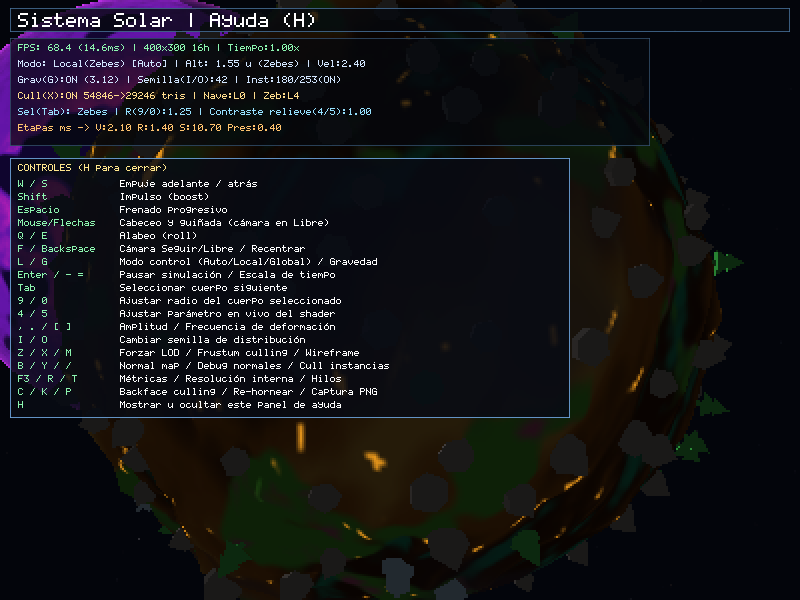 Sistema Solar | Ayuda (H)
FPS: 68.4 (14.6ms) | 400x300 16h | Tiempo:1.00x
Modo: Local(Zebes) [Auto] | Alt: 1.55 u (Zebes) | Vel:2.40
Grav(G):ON (3.12) | Semilla(I/O):42 | Inst:180/253(ON)
Cull(X):ON 54846->29246 tris | Nave:L0 | Zeb:L4
Sel(Tab): Zebes | R(9/0):1.25 | Contraste relieve(4/5):1.00
Etapas ms -> V:2.10 R:1.40 S:10.70 Pres:0.40
CONTROLES (H para cerrar)
W / S Empuje adelante / atrás
Shift Impulso (boost)
Espacio Frenado progresivo
Mouse/Flechas Cabeceo y guiñada (cámara en Libre)
Q / E Alabeo (roll)
F / Backspace Cámara Seguir/Libre / Recentrar
L / G Modo control (Auto/Local/Global) / Gravedad
Enter / - = Pausar simulación / Escala de tiempo
Tab Seleccionar cuerpo siguiente
9 / 0 Ajustar radio del cuerpo seleccionado
4 / 5 Ajustar parámetro en vivo del shader
, . / [ ] Amplitud / Frecuencia de deformación
I / O Cambiar semilla de distribución
Z / X / M Forzar LOD / Frustum culling / Wireframe
B / Y / / Normal map / Debug normales / Cull instancias
F3 / R / T Métricas / Resolución interna / Hilos
C / K / P Backface culling / Re-hornear / Captura PNG
H Mostrar u ocultar este panel de ayuda